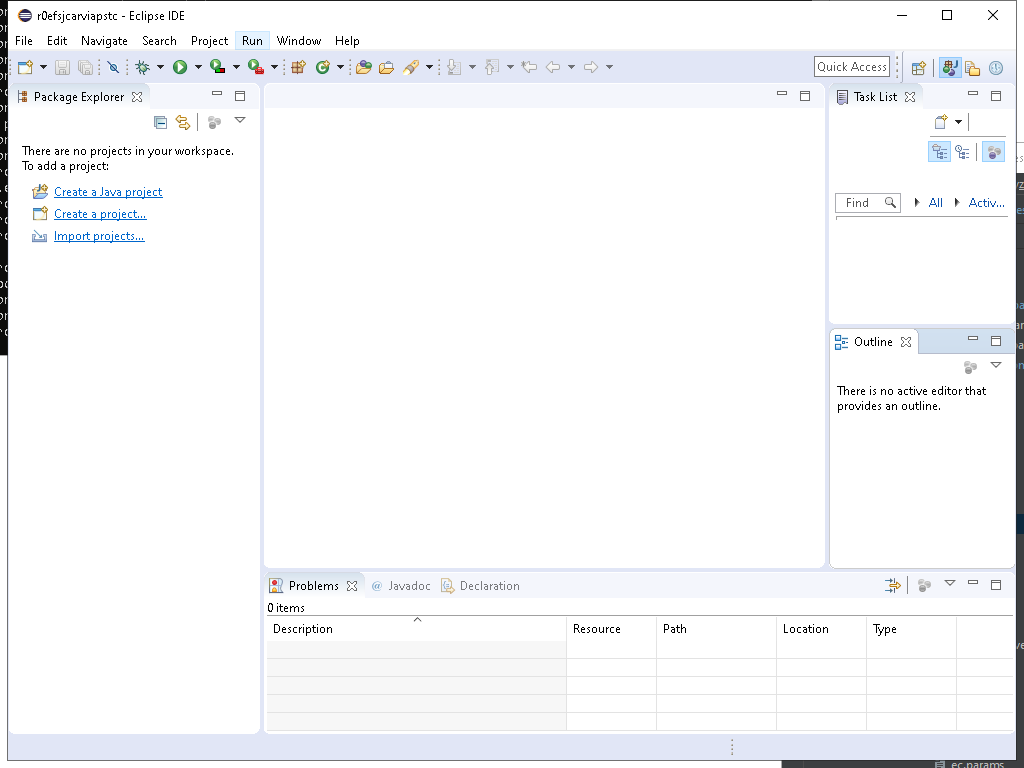 r0efsjcarviapstc - Eclipse IDE
File Edit Navigate Search Project Run Window Help
Quick Access
Package Explorer
Task List
There are no projects in your workspace.
To add a project:
Create a Java project
Create a project...
Import projects...
Find All Activ...
Outline
There is no active editor that
provides an outline.
Problems @ Javadoc Declaration
0 items
Description Resource Path Location Type
ec.params